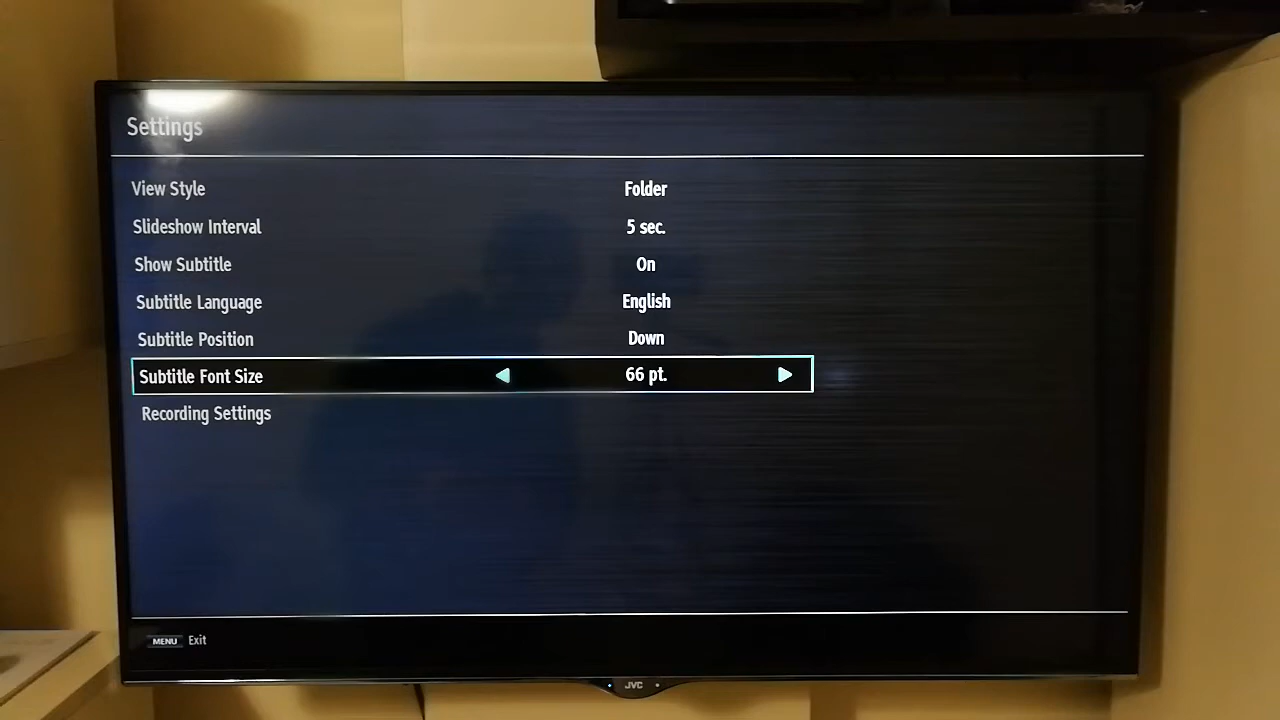 Settings
View Style Folder
Slideshow Interval 5 sec.
Show Subtitle On
Subtitle Language English
Subtitle Position Down
Subtitle Font Size 66 pt.
Recording Settings
MENU Exit
JVC